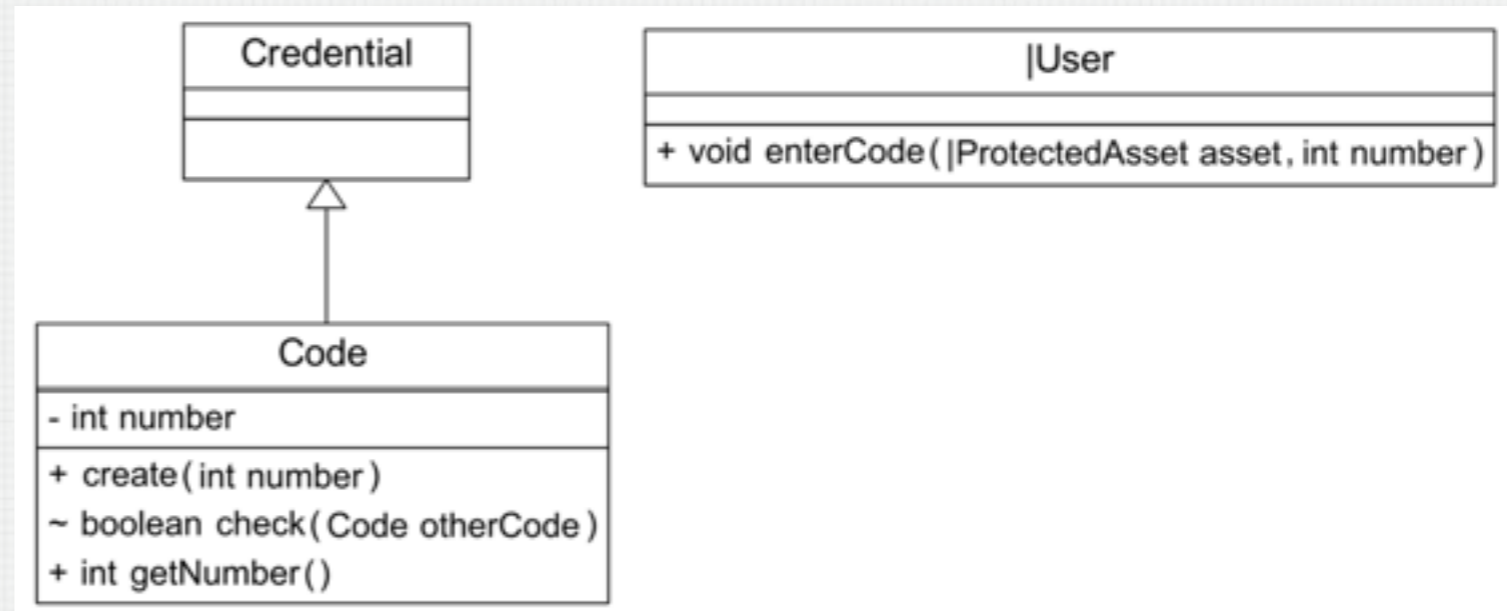 Credential
|User
+ void enterCode(|ProtectedAsset asset, int number)
Code
- int number
+ create(int number)
~ boolean check(Code otherCode)
+ int getNumber()